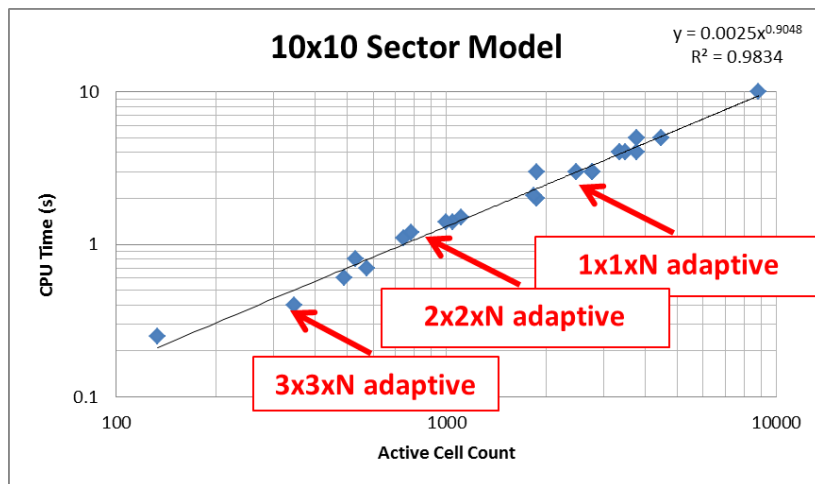 10x10 Sector Model
y = 0.0025x^0.9048
R² = 0.9834
CPU Time (s)
10
1
0.1
1x1xN adaptive
2x2xN adaptive
3x3xN adaptive
100
1000
10000
Active Cell Count